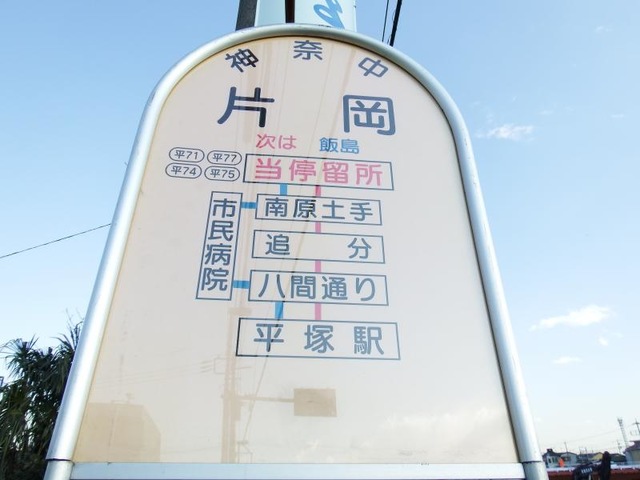 神奈中
片岡
次は 飯島
平71 平77
平74 平75
当停留所
南原土手
市民病院
追分
八間通り
平塚駅